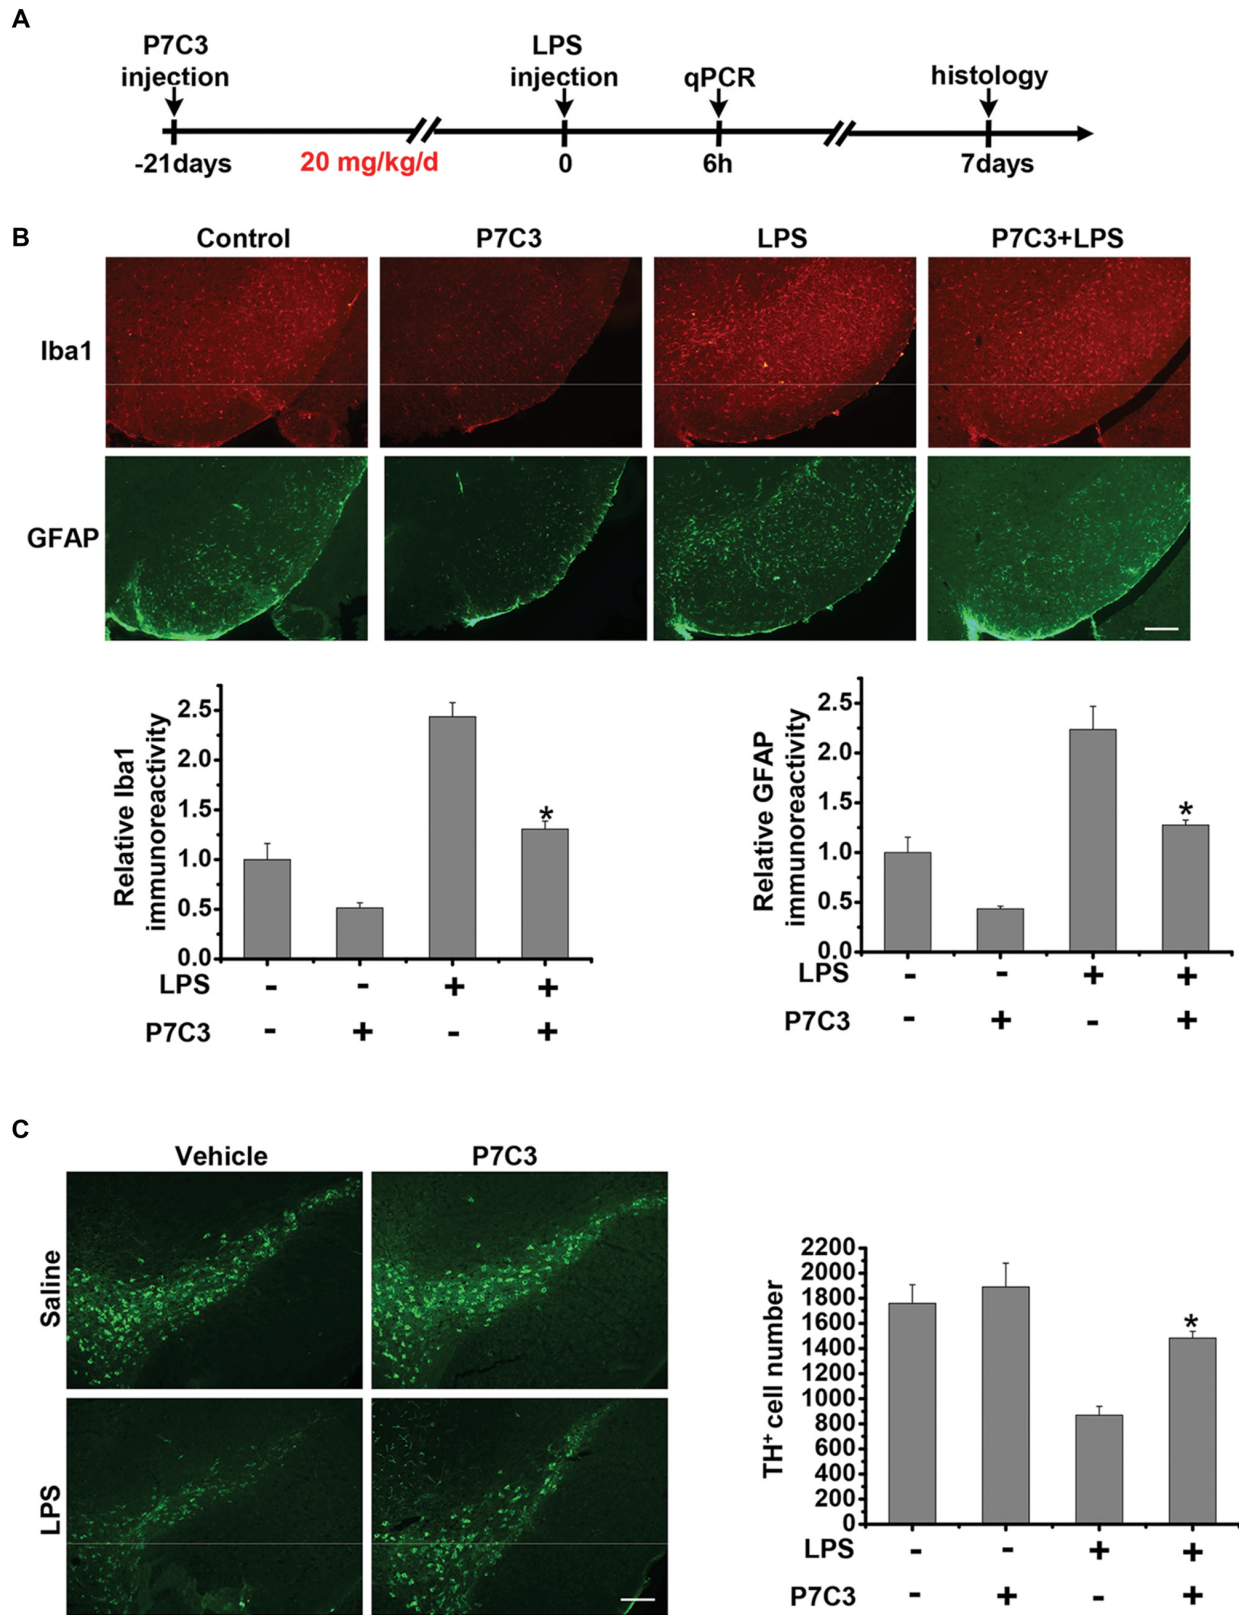 A
P7C3 injection
LPS injection
qPCR
histology
-21days
20 mg/kg/d
0
6h
7days
B
Control P7C3 LPS P7C3+LPS
Iba1
GFAP
Relative Iba1
immunoreactivity
2.5
2.0
1.5
1.0
0.5
0.0
*
LPS - - + +
P7C3 - + - +
Relative GFAP
immunoreactivity
2.5
2.0
1.5
1.0
0.5
0.0
*
LPS - - + +
P7C3 - + - +
C
Vehicle P7C3
Saline
LPS
TH+ cell number
2200
2000
1800
1600
1400
1200
1000
800
600
400
200
0
*
LPS - - + +
P7C3 - + - +